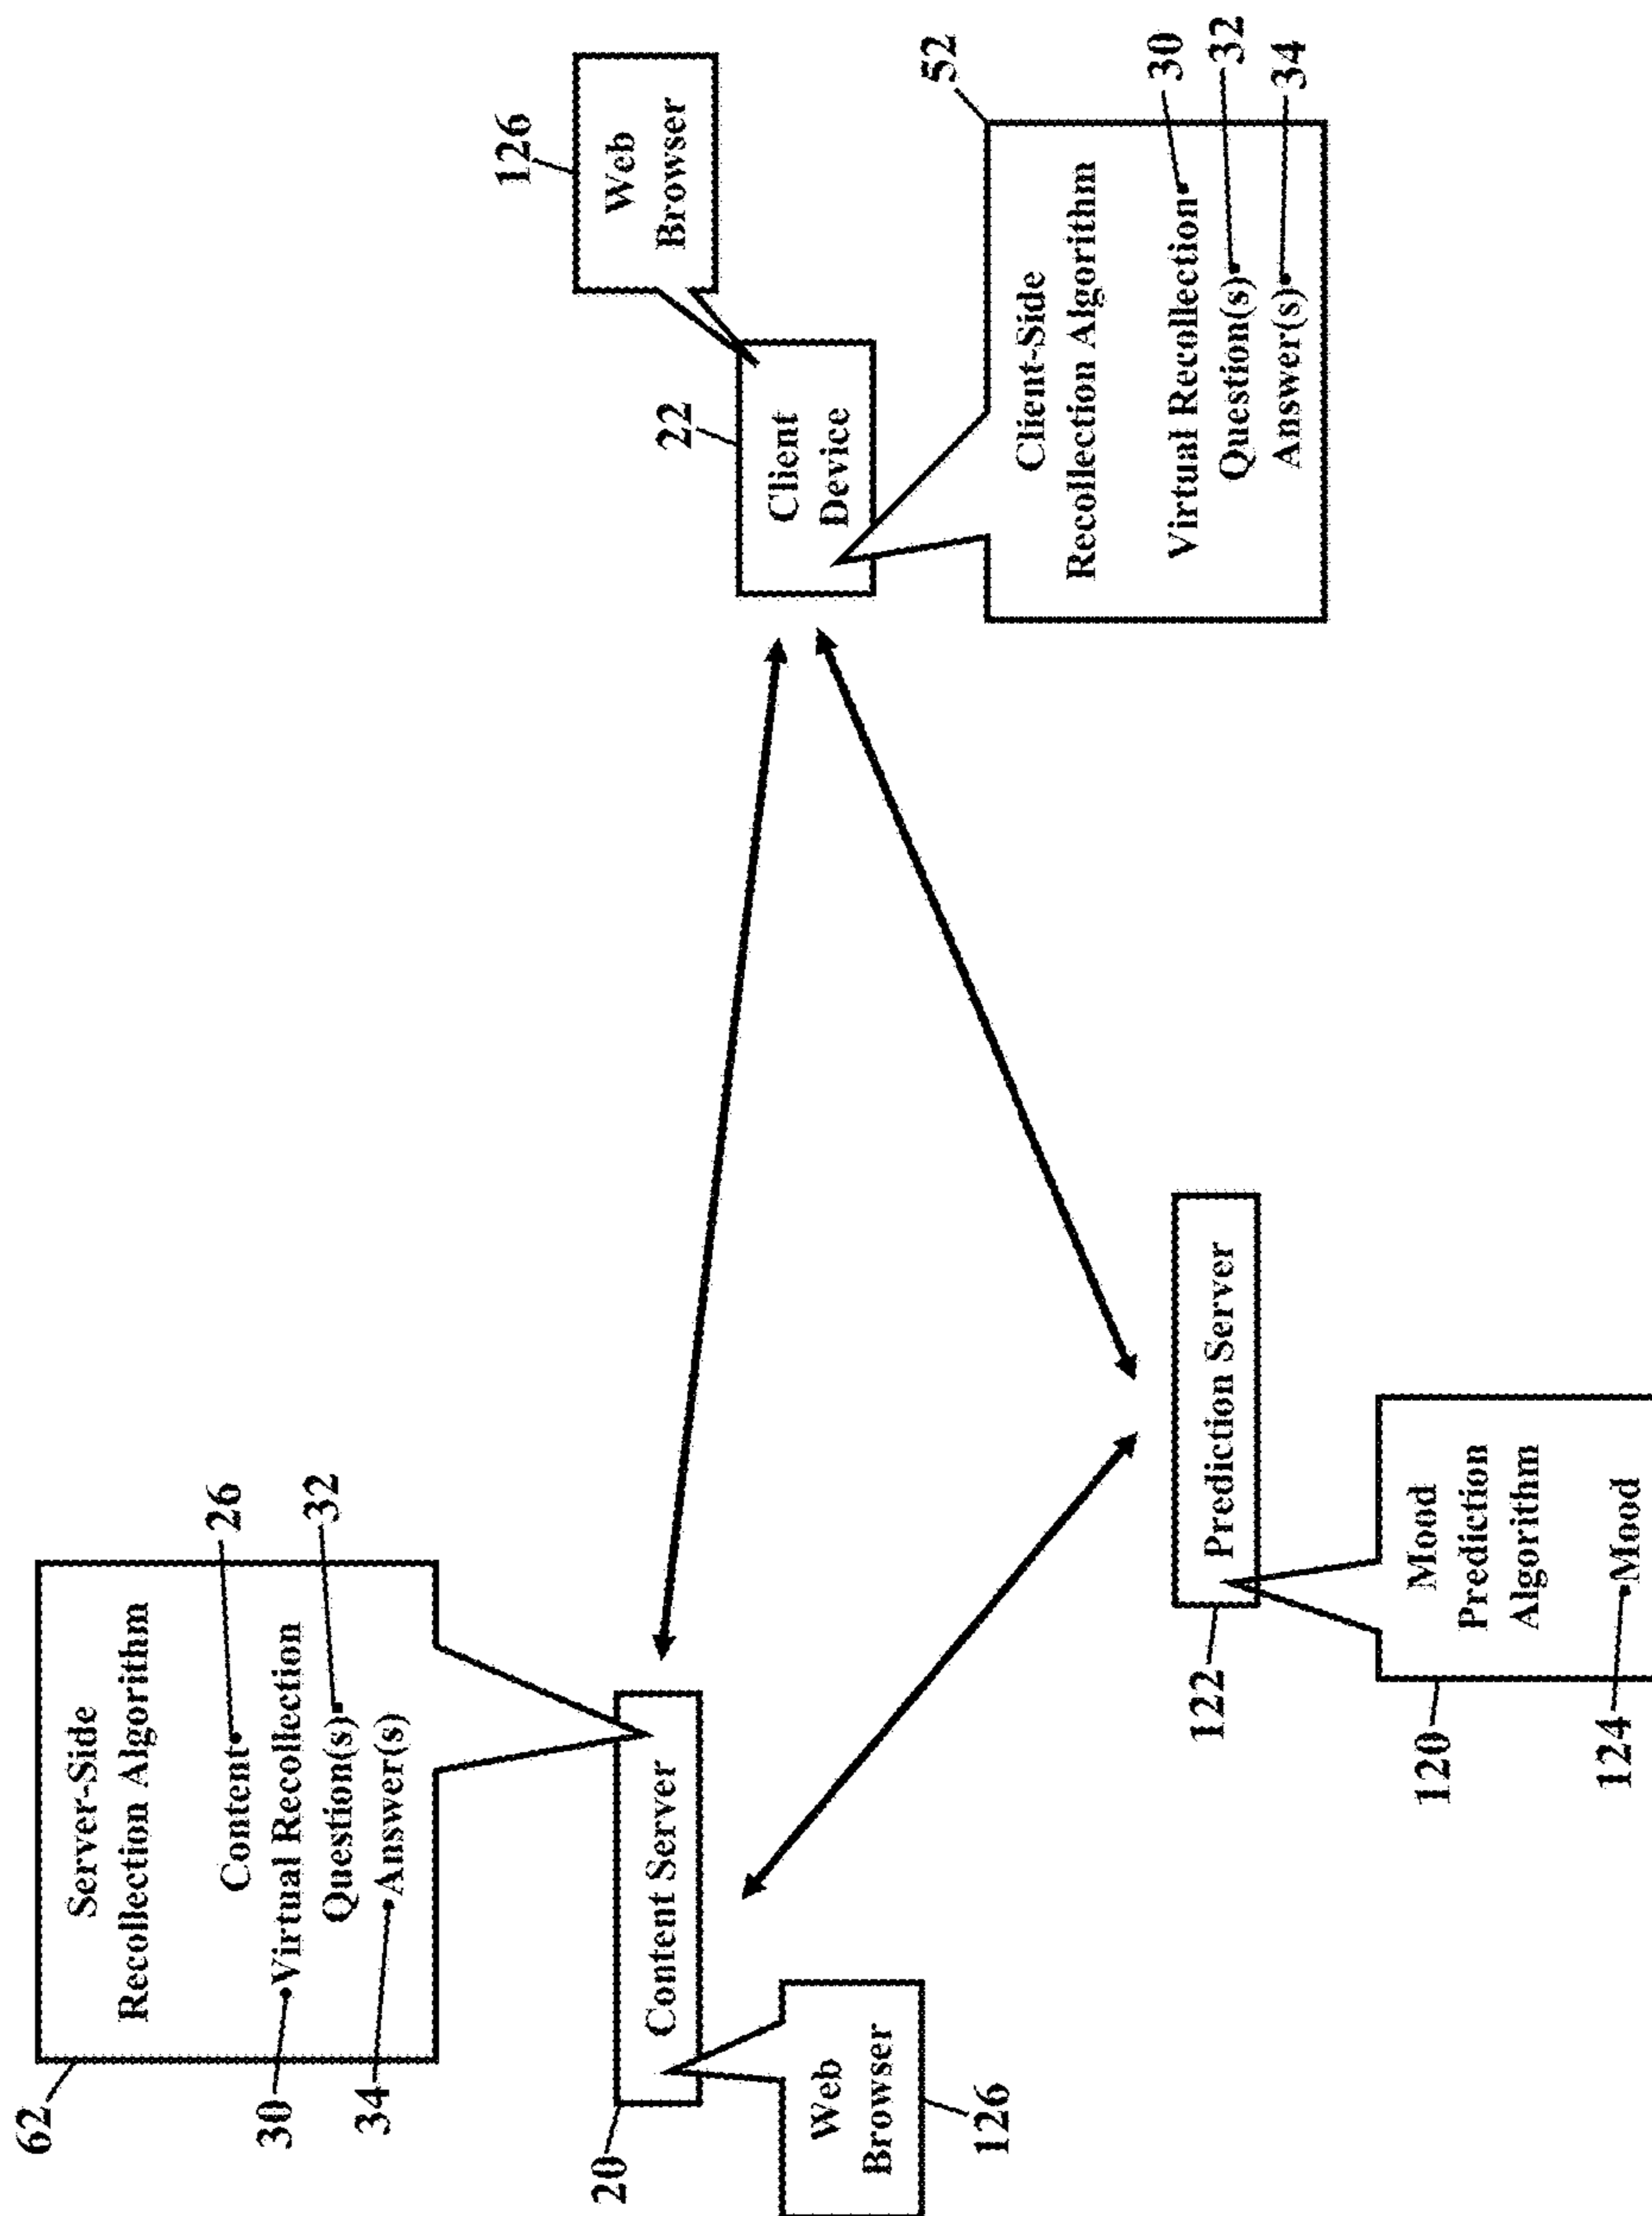 62
Server-Side
Recollection Algorithm
Content
26
30
Virtual Recollection
Question(s)
32
34
Answer(s)
20
Content Server
Web
Browser
126
126
Web
Browser
22
Client
Device
52
Client-Side
Recollection Algorithm
Virtual Recollection
30
Question(s)
32
Answer(s)
34
122
Prediction Server
120
Mood
Prediction
Algorithm
124
Mood